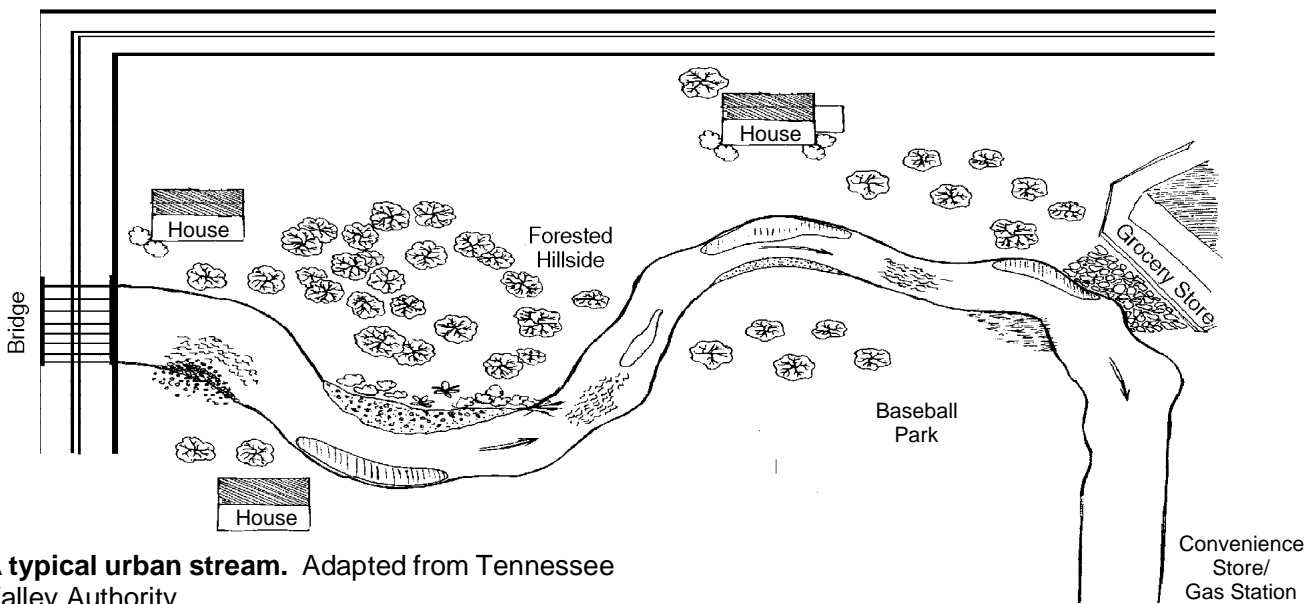 House
House
Forested
Hillside
Grocery Store
Bridge
Baseball
Park
House
typical urban stream. Adapted from Tennessee
Authority
Convenience
Store/
Gas Station